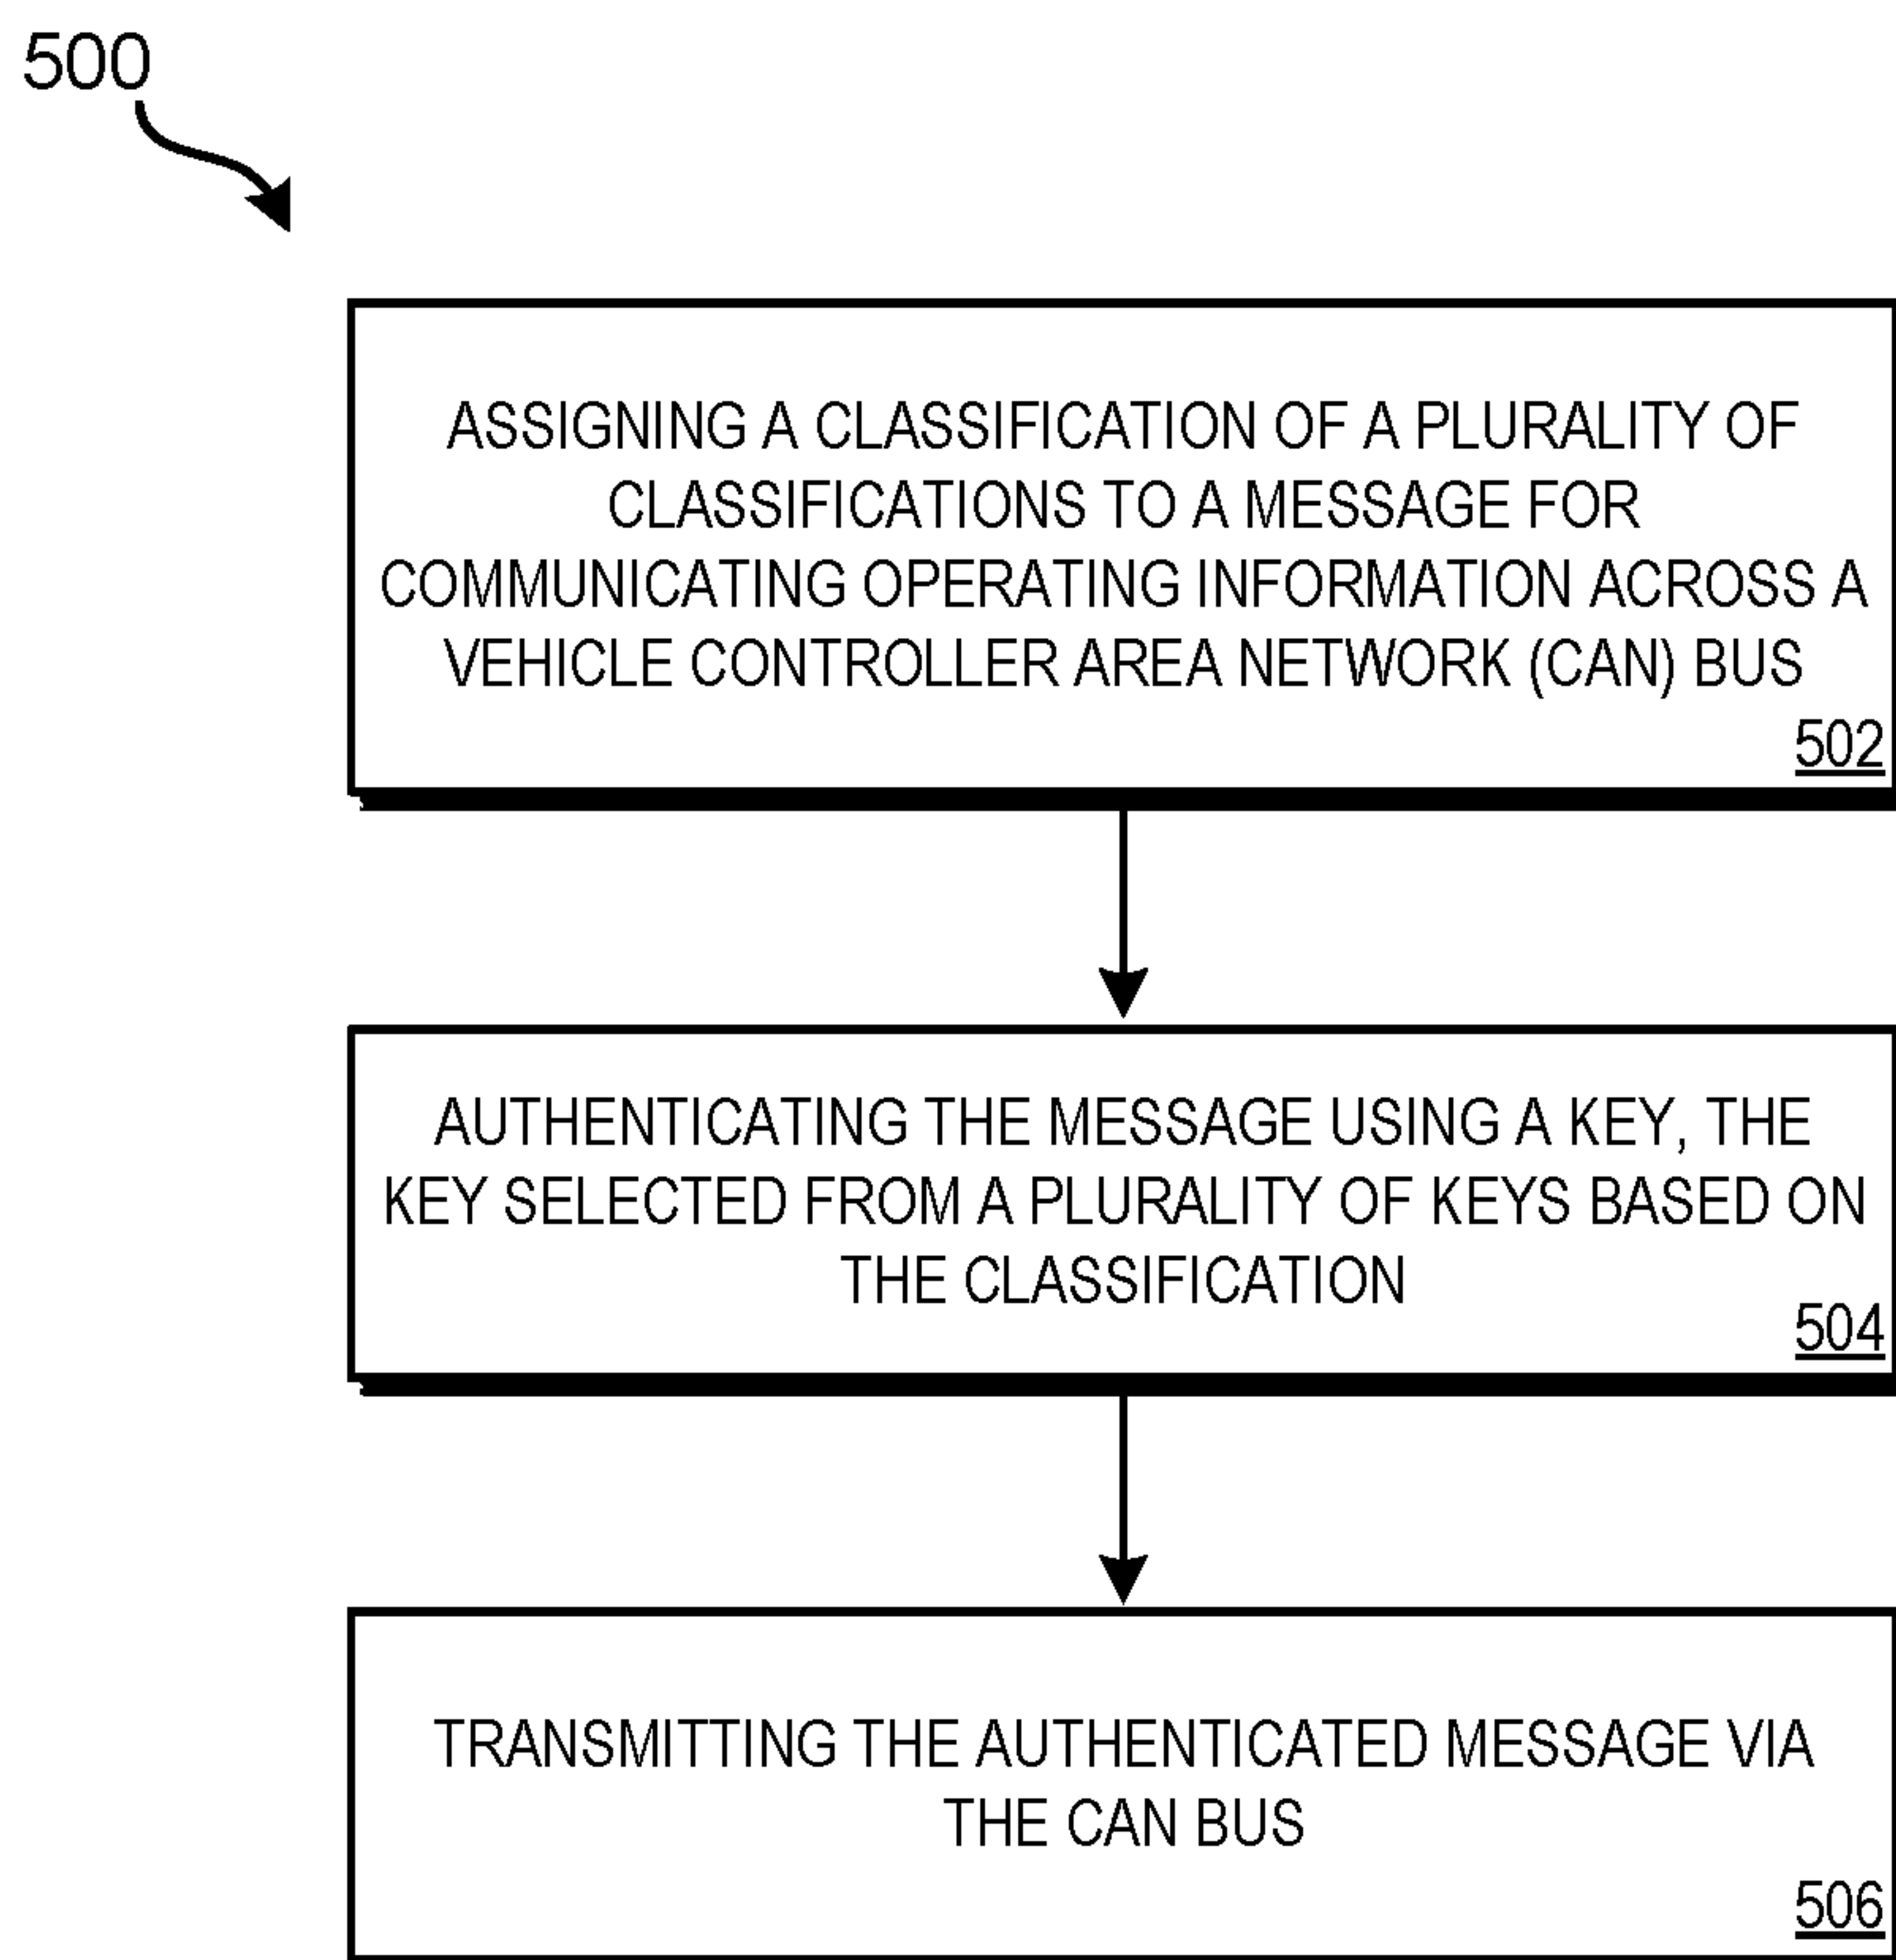 500
ASSIGNING A CLASSIFICATION OF A PLURALITY OF
CLASSIFICATIONS TO A MESSAGE FOR
COMMUNICATING OPERATING INFORMATION ACROSS A
VEHICLE CONTROLLER AREA NETWORK (CAN) BUS
502
AUTHENTICATING THE MESSAGE USING A KEY, THE
KEY SELECTED FROM A PLURALITY OF KEYS BASED ON
THE CLASSIFICATION
504
TRANSMITTING THE AUTHENTICATED MESSAGE VIA
THE CAN BUS
506